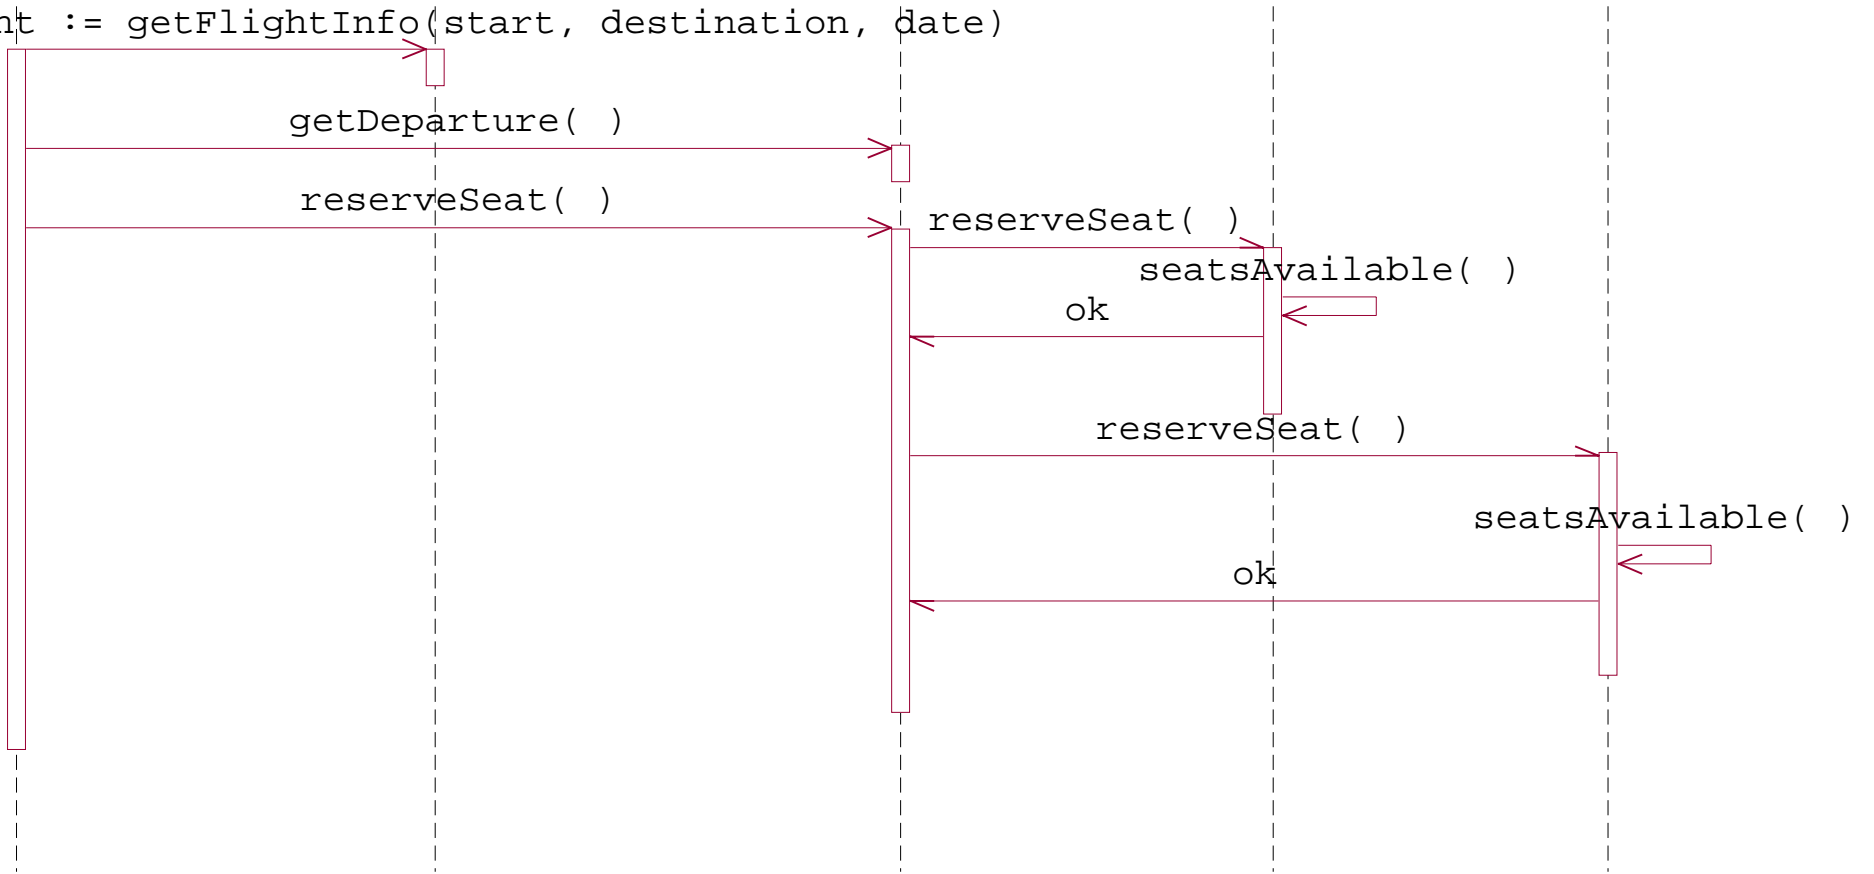 nt := getFlightInfo(start, destination, date)
getDeparture( )
reserveSeat( )
reserveSeat( )
seatsAvailable( )
ok
reserveSeat( )
seatsAvailable( )
ok